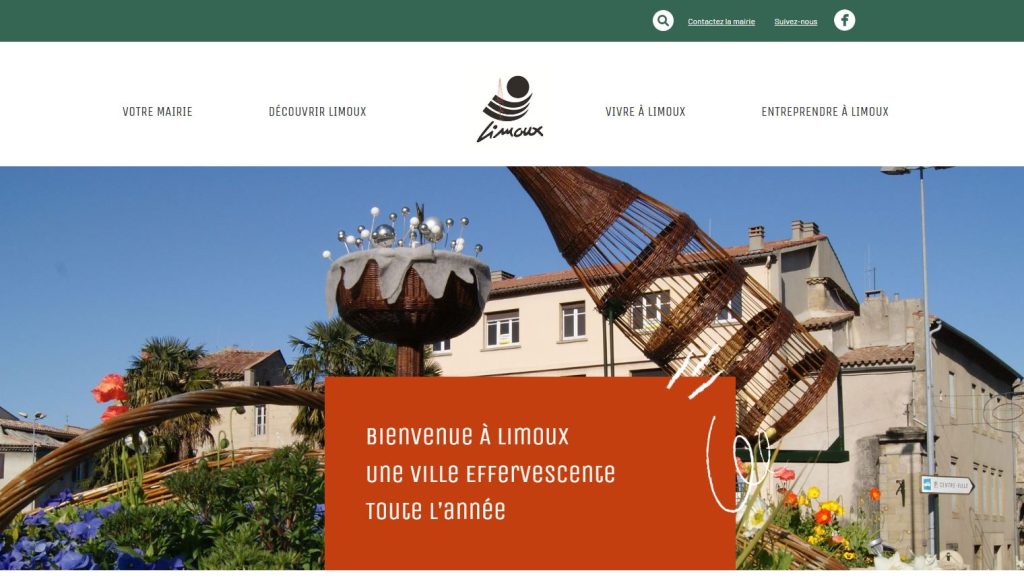 Contactez la mairie
Suivez-nous
VOTRE MAIRIE
DÉCOUVRIR LIMOUX
Limoux
VIVRE À LIMOUX
ENTREPRENDRE À LIMOUX
Bienvenue à Limoux
une ville effervescente
toute l'année
CENTRE-VILLE